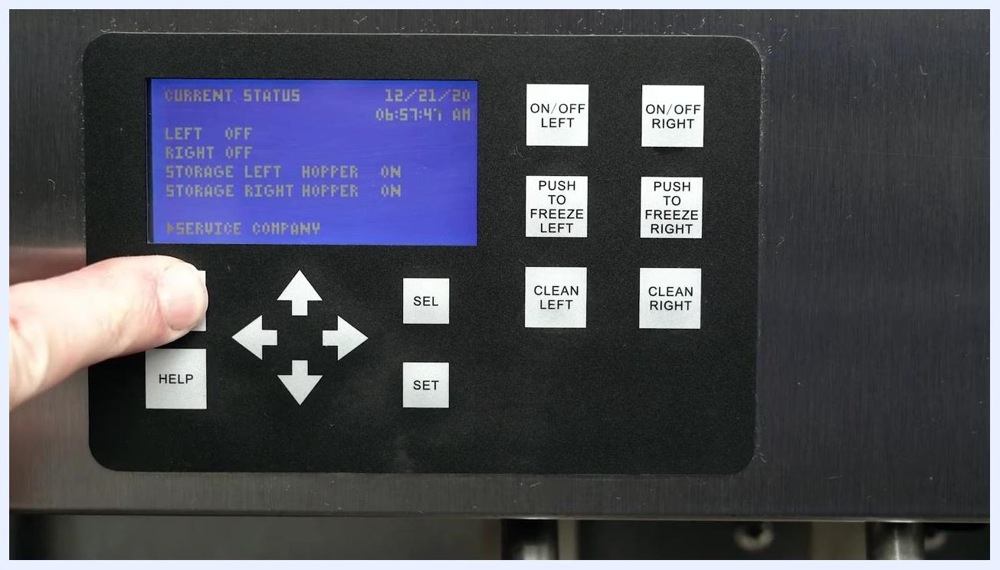 CURRENT STATUS 12/21/20
06:57:47 AM
LEFT OFF
RIGHT OFF
STORAGE LEFT HOPPER ON
STORAGE RIGHT HOPPER ON
SERVICE COMPANY
ON/OFF
LEFT
ON/OFF
RIGHT
PUSH
TO
FREEZE
LEFT
PUSH
TO
FREEZE
RIGHT
SEL
CLEAN
LEFT
CLEAN
RIGHT
HELP
SET